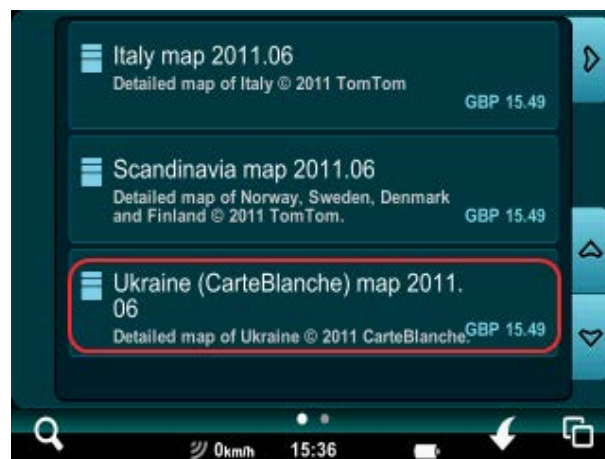 Italy map 2011.06
Detailed map of Italy © 2011 TomTom
GBP 15.49
Scandinavia map 2011.06
Detailed map of Norway, Sweden, Denmark
and Finland © 2011 TomTom.
GBP 15.49
Ukraine (CarteBlanche) map 2011.
06
Detailed map of Ukraine © 2011 CarteBlanche.
GBP 15.49
0km/h 15:36